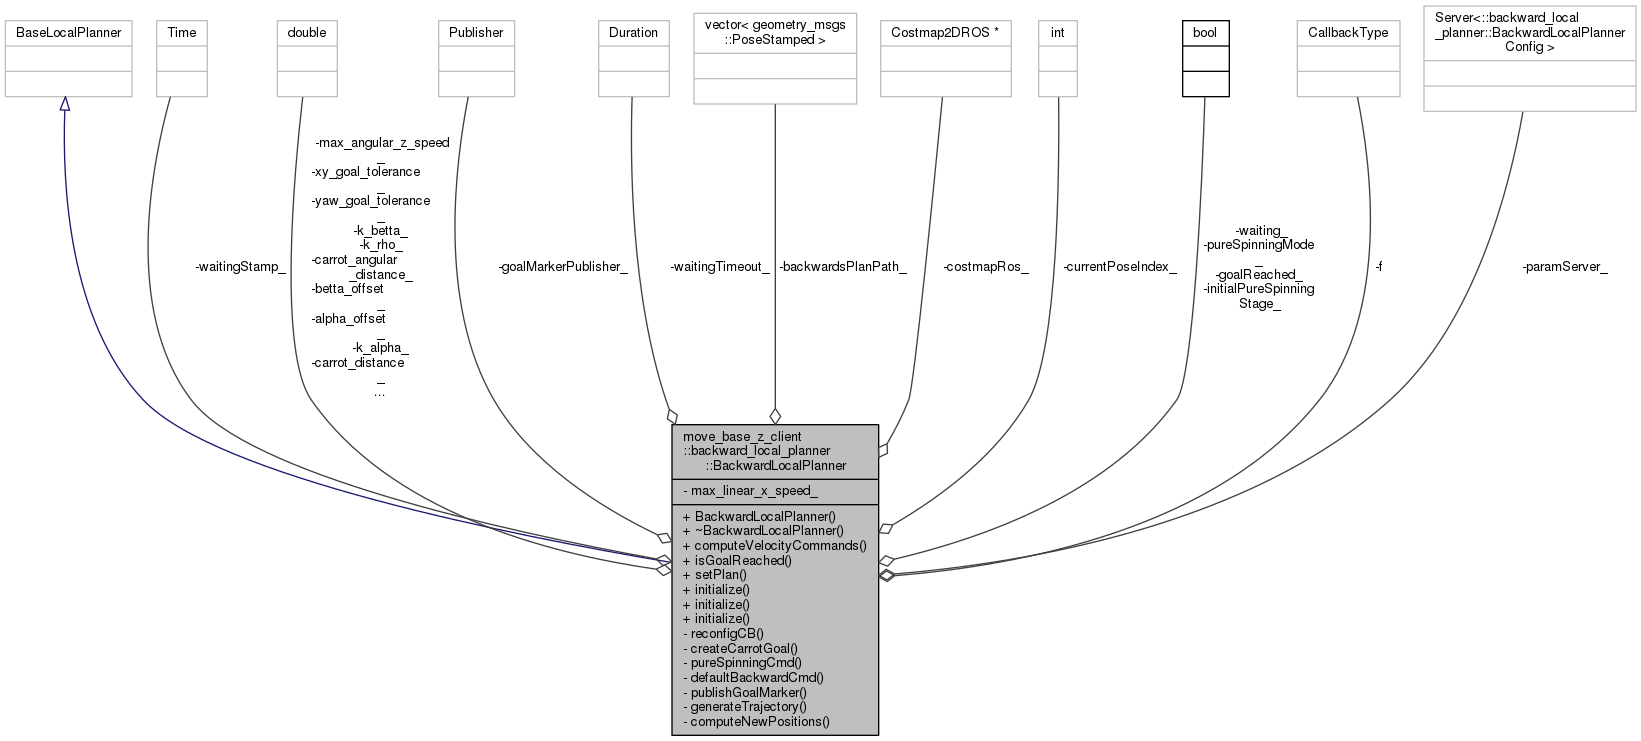 BaseLocalPlanner
Time
double
Publisher
Duration
vector< geometry_msgs
::PoseStamped >
Costmap2DROS *
int
bool
CallbackType
Server<::backward_local
_planner::BackwardLocalPlanner
Config >
-waitingStamp_
-max_angular_z_speed
_
-xy_goal_tolerance
_
-yaw_goal_tolerance
_
-k_betta_
-k_rho_
-carrot_angular
_distance_
-betta_offset
_
-alpha_offset
_
-k_alpha_
-carrot_distance
_
...
-goalMarkerPublisher_
-waitingTimeout_
-backwardsPlanPath_
-costmapRos_
-currentPoseIndex_
-waiting_
-pureSpinningMode
_
-goalReached_
-initialPureSpinning
Stage_
-f
-paramServer_
move_base_z_client
::backward_local_planner
::BackwardLocalPlanner
- max_linear_x_speed_
+ BackwardLocalPlanner()
+ ~BackwardLocalPlanner()
+ computeVelocityCommands()
+ isGoalReached()
+ setPlan()
+ initialize()
+ initialize()
+ initialize()
- reconfigCB()
- createCarrotGoal()
- pureSpinningCmd()
- defaultBackwardCmd()
- publishGoalMarker()
- generateTrajectory()
- computeNewPositions()